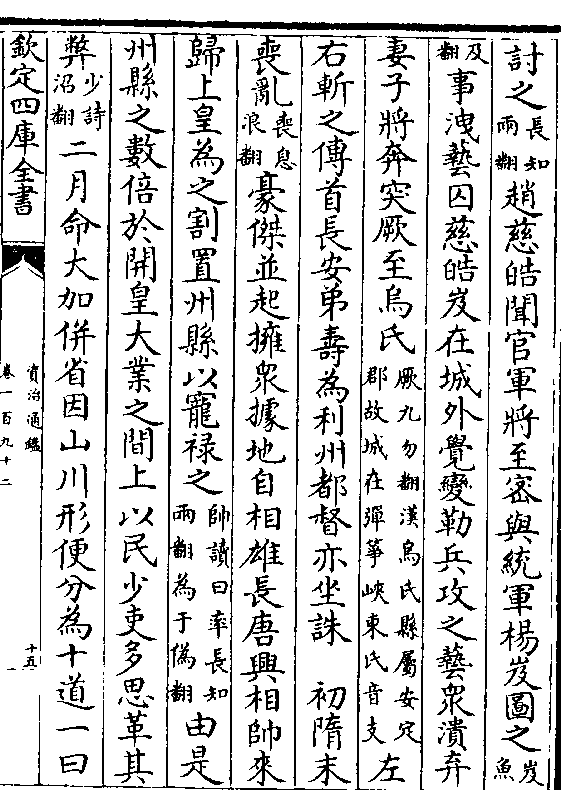 討之長知兩翻趙慈皓聞官軍將至密與統軍楊岌圖之岌魚
及翻事洩藝囚慈皓岌在城外覺變勒兵攻之藝衆潰弃
妻子將奔突厥至烏氏厥九勿翻漢烏氏縣屬安定郡故城在彈箏峽東氏音支左
右斬之傳首長安弟壽為利州都督亦坐誅　初隋末
喪亂喪息浪翻豪傑並起擁衆據地自相雄長唐興相帥來
歸上皇為之割置州縣以寵禄之帥讀曰率長知兩翻為于偽翻由是
州縣之數倍於開皇大業之間上以民少吏多思革其
弊少詩沼翻二月命大加併省因山川形便分為十道一曰
欽定四庫全書
資治通鑑
卷一百九十二
十五